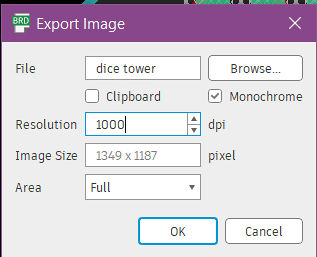 BRD Export Image
File dice tower Browse...
Clipboard Monochrome
Resolution 1000 dpi
Image Size 1349 x 1187 pixel
Area Full
OK Cancel